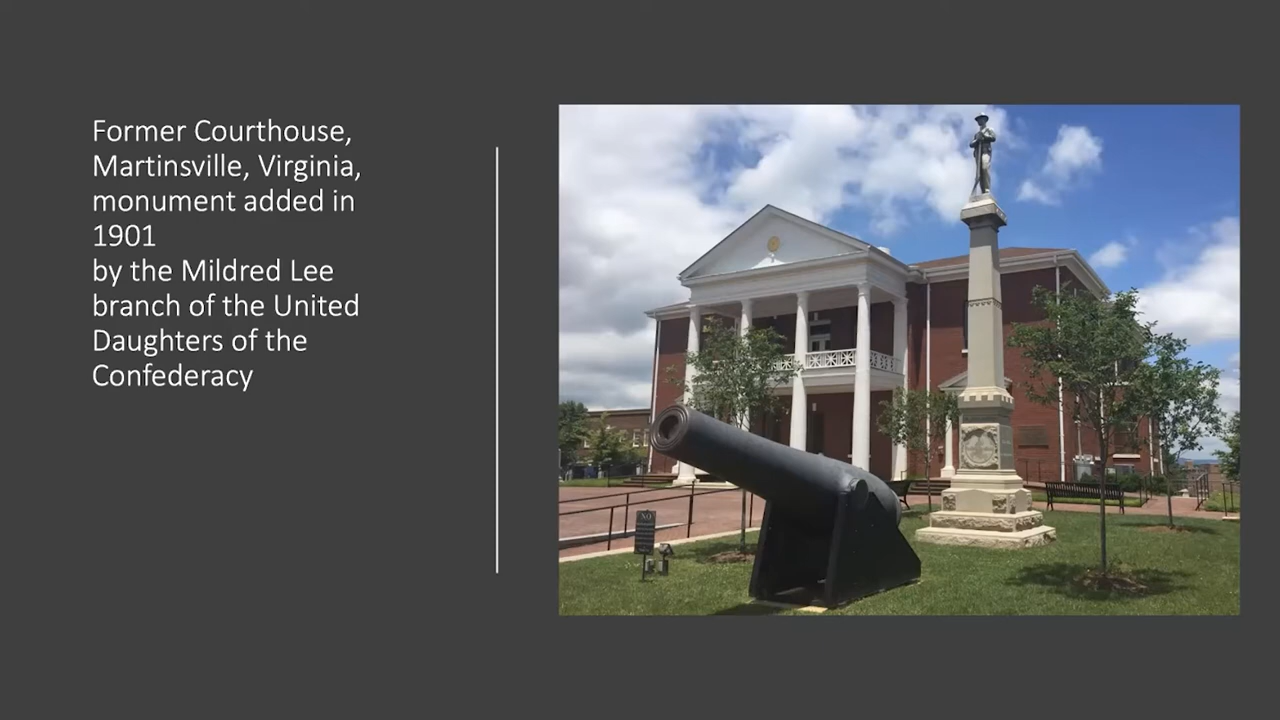 Former Courthouse,
Martinsville, Virginia,
monument added in
1901
by the Mildred Lee
branch of the United
Daughters of the
Confederacy
NO